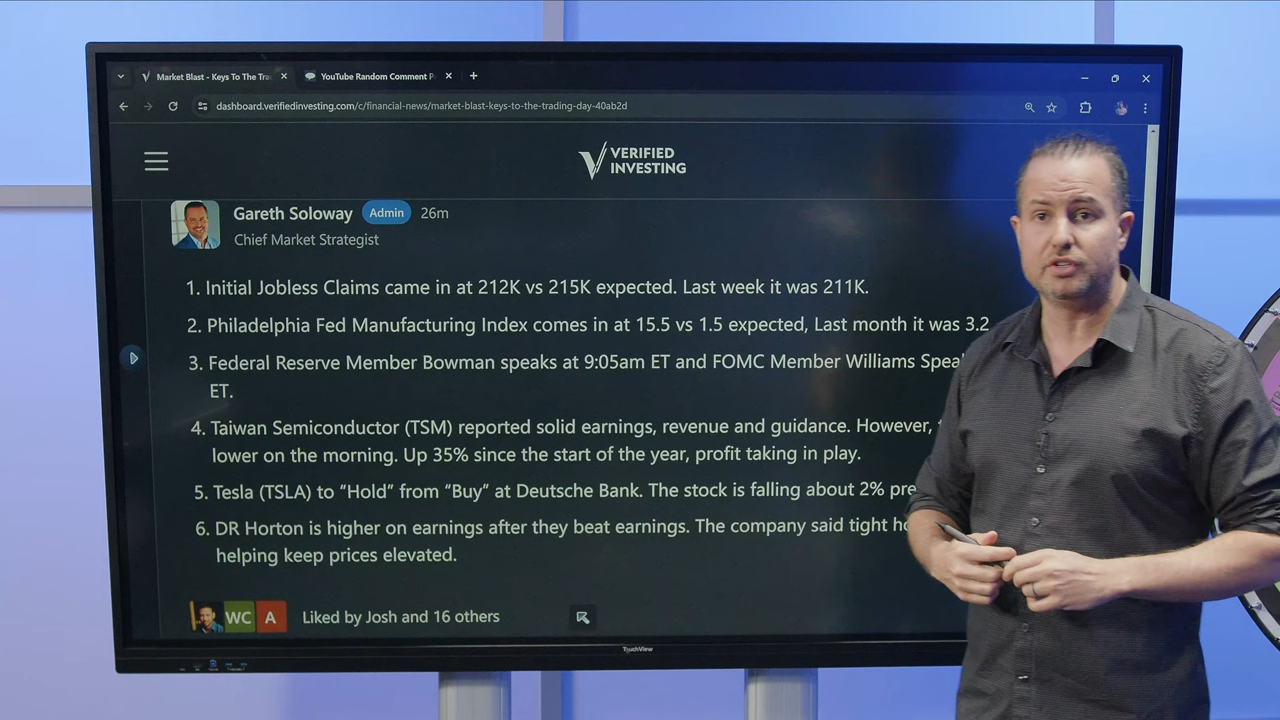 Market Blast - Keys To The Tra
YouTube Random Comment P
dashboard.verifiedinvesting.com/c/financial-news/market-blast-keys-to-the-trading-day-40ab2d
VERIFIED
INVESTING
Gareth Soloway Admin 26m
Chief Market Strategist
1. Initial Jobless Claims came in at 212K vs 215K expected. Last week it was 211K.
2. Philadelphia Fed Manufacturing Index comes in at 15.5 vs 1.5 expected, Last month it was 3.2
3. Federal Reserve Member Bowman speaks at 9:05am ET and FOMC Member Williams Spea
ET.
4. Taiwan Semiconductor (TSM) reported solid earnings, revenue and guidance. However,
lower on the morning. Up 35% since the start of the year, profit taking in play.
5. Tesla (TSLA) to “Hold” from “Buy” at Deutsche Bank. The stock is falling about 2% pre
6. DR Horton is higher on earnings after they beat earnings. The company said tight ho
helping keep prices elevated.
WC A Liked by Josh and 16 others
TouchView